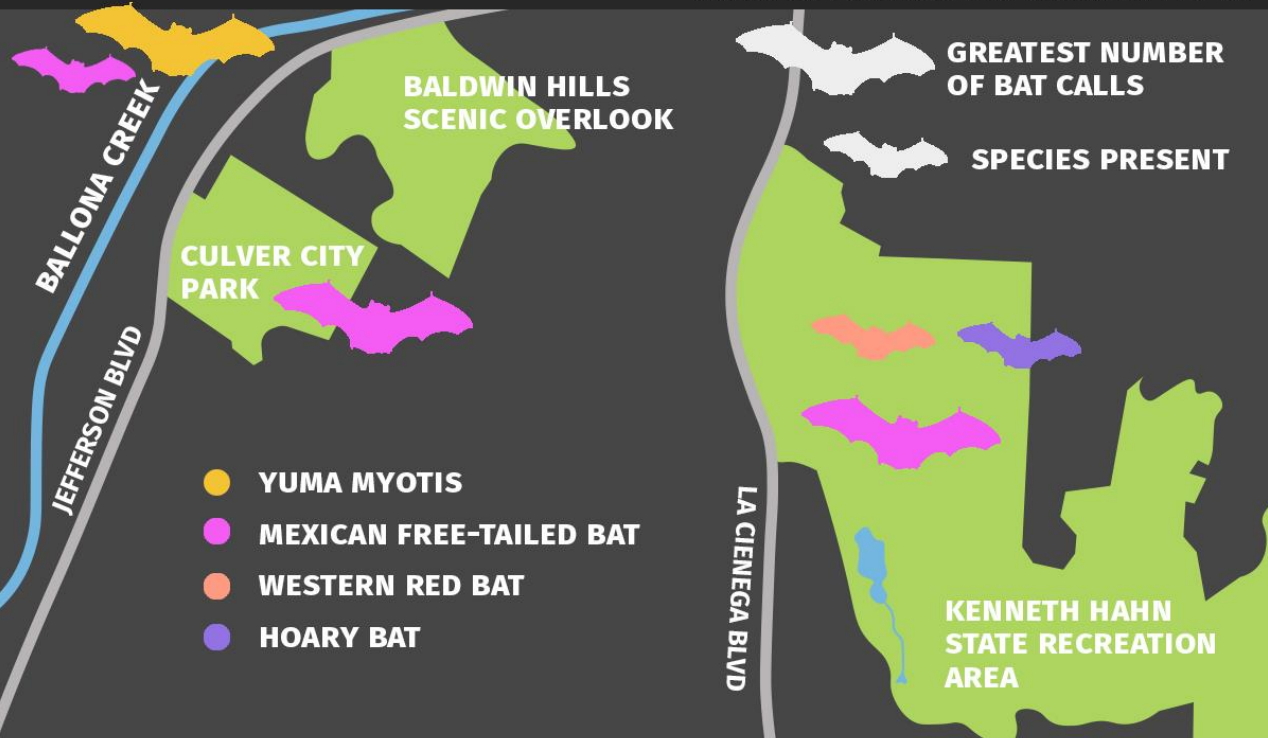 BALDWIN HILLS
SCENIC OVERLOOK
GREATEST NUMBER
OF BAT CALLS
SPECIES PRESENT
BALLONA CREEK
CULVER CITY
PARK
JEFFERSON BLVD
YUMA MYOTIS
MEXICAN FREE-TAILED BAT
WESTERN RED BAT
HOARY BAT
LA CIENEGA BLVD
KENNETH HAHN
STATE RECREATION
AREA